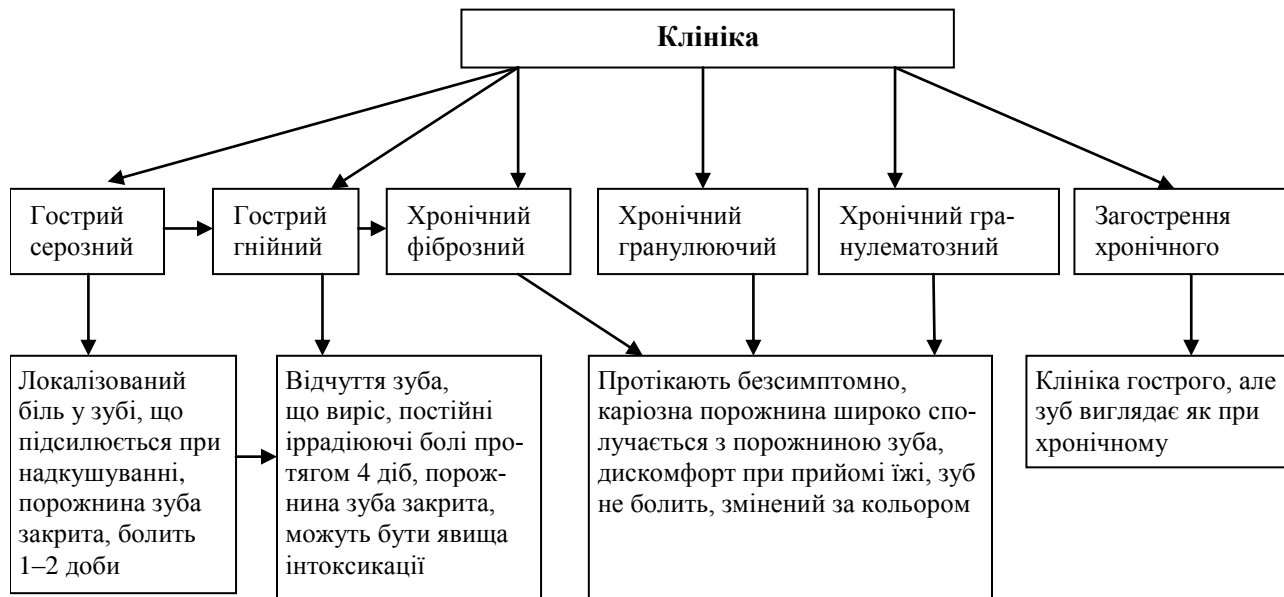 Клініка
Гострий
серозний
Гострий
гнійний
Хронічний
фіброзний
Хронічний
гранулюючий
Хронічний гра-
нулематозний
Загострення
хронічного
Локалізований
біль у зубі, що
підсилюється при
надкушуванні,
порожнина зуба
закрита, болить
1–2 доби
Відчуття зуба,
що виріс, постійні
іррадіюючі болі про-
тягом 4 діб, порож-
нина зуба закрита,
можуть бути явища
інтоксикації
Протікають безсимптомно,
каріозна порожнина широко спо-
лучається з порожниною зуба,
дискомфорт при прийомі їжі, зуб
не болить, змінений за кольором
Клініка гострого, але
зуб виглядає як при
хронічному